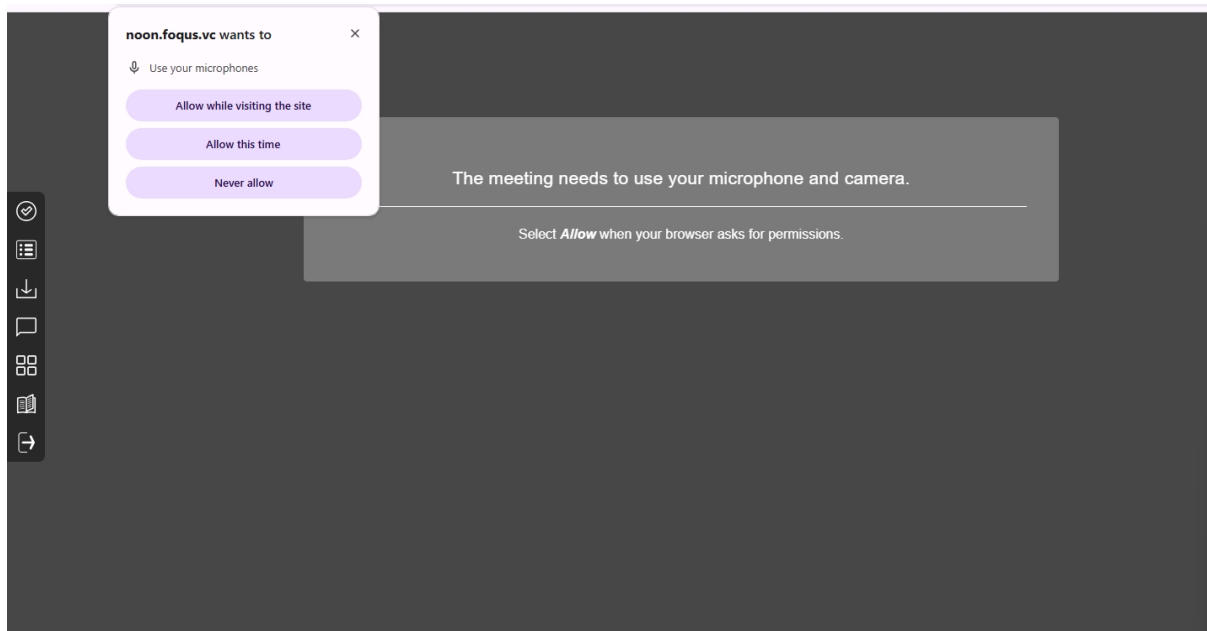 noon.foqus.vc wants to
Use your microphones
Allow while visiting the site
Allow this time
Never allow
The meeting needs to use your microphone and camera.
Select Allow when your browser asks for permissions.